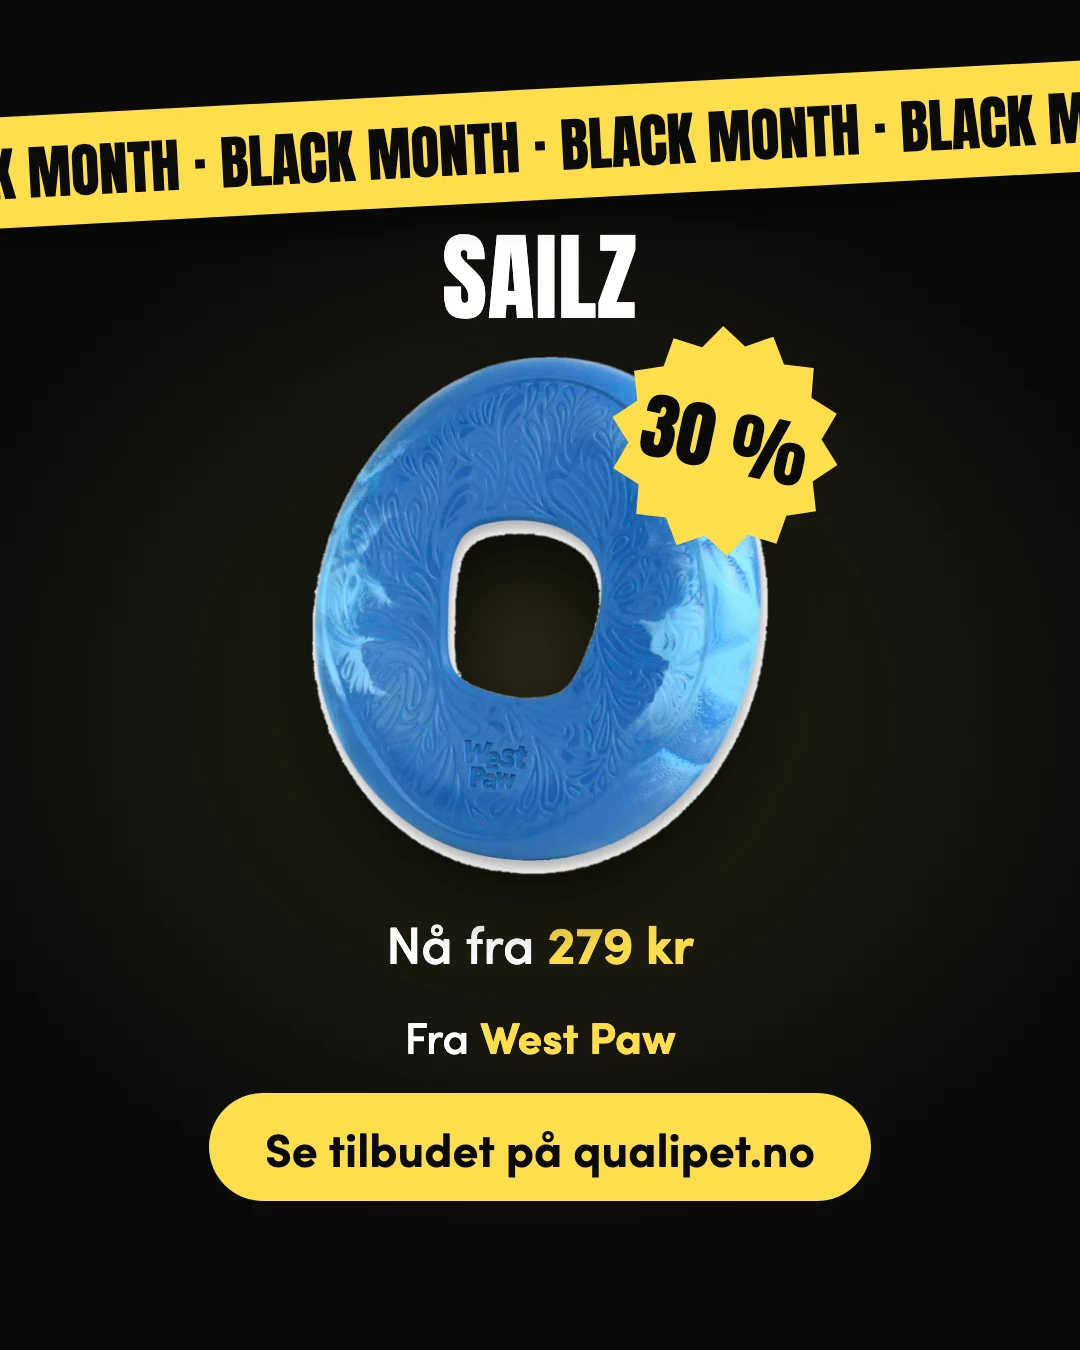 K MONTH · BLACK MONTH · BLACK MONTH · BLACK M
SAILZ
30 %
West
Paw
Nå fra 279 kr
Fra West Paw
Se tilbudet på qualipet.no